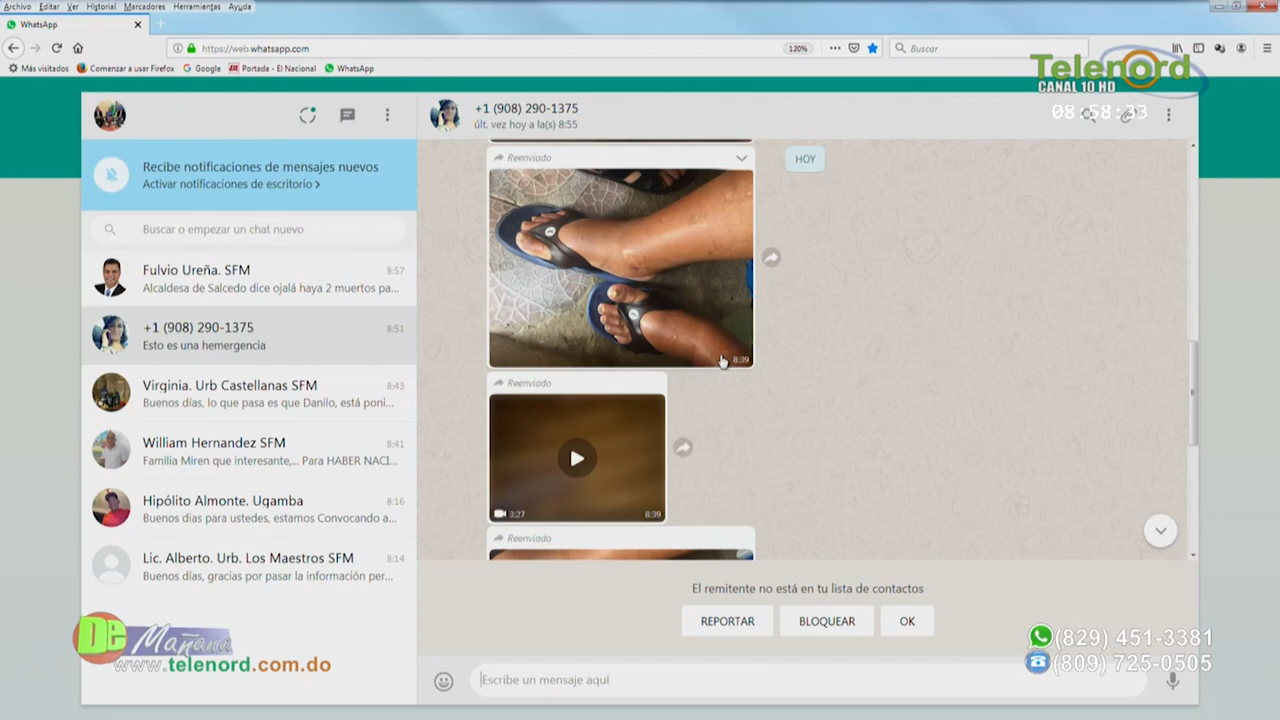 Archivo Editar Ver Historial Marcadores Herramientas Ayuda
WhatsApp
https://web.whatsapp.com
120%
Buscar
Más visitados Comenzar a usar Firefox Google Portada - El Nacional WhatsApp
Telenord
CANAL 10 HD
08:58:33
+1 (908) 290-1375
últ. vez hoy a la(s) 8:55
Recibe notificaciones de mensajes nuevos
Activar notificaciones de escritorio >
Buscar o empezar un chat nuevo
Fulvio Ureña. SFM 8:57
Alcaldesa de Salcedo dice ojalá haya 2 muertos pa...
+1 (908) 290-1375 8:51
Esto es una hemergencia
Virginia. Urb Castellanas SFM 8:43
Buenos días, lo que pasa es que Danilo, está poni...
William Hernandez SFM 8:41
Familia Miren que interesante,... Para HABER NACI...
Hipólito Almonte. Ugamba 8:16
Buenos dias para ustedes, estamos Convocando a...
Lic. Alberto. Urb. Los Maestros SFM 8:14
Buenos días, gracias por pasar la información per...
HOY
Reenviado
8:39
Reenviado
3:27 8:39
Reenviado
El remitente no está en tu lista de contactos
REPORTAR BLOQUEAR OK
Escribe un mensaje aquí
De Mañana
www.telenord.com.do
(829) 451-3381
(809) 725-0505